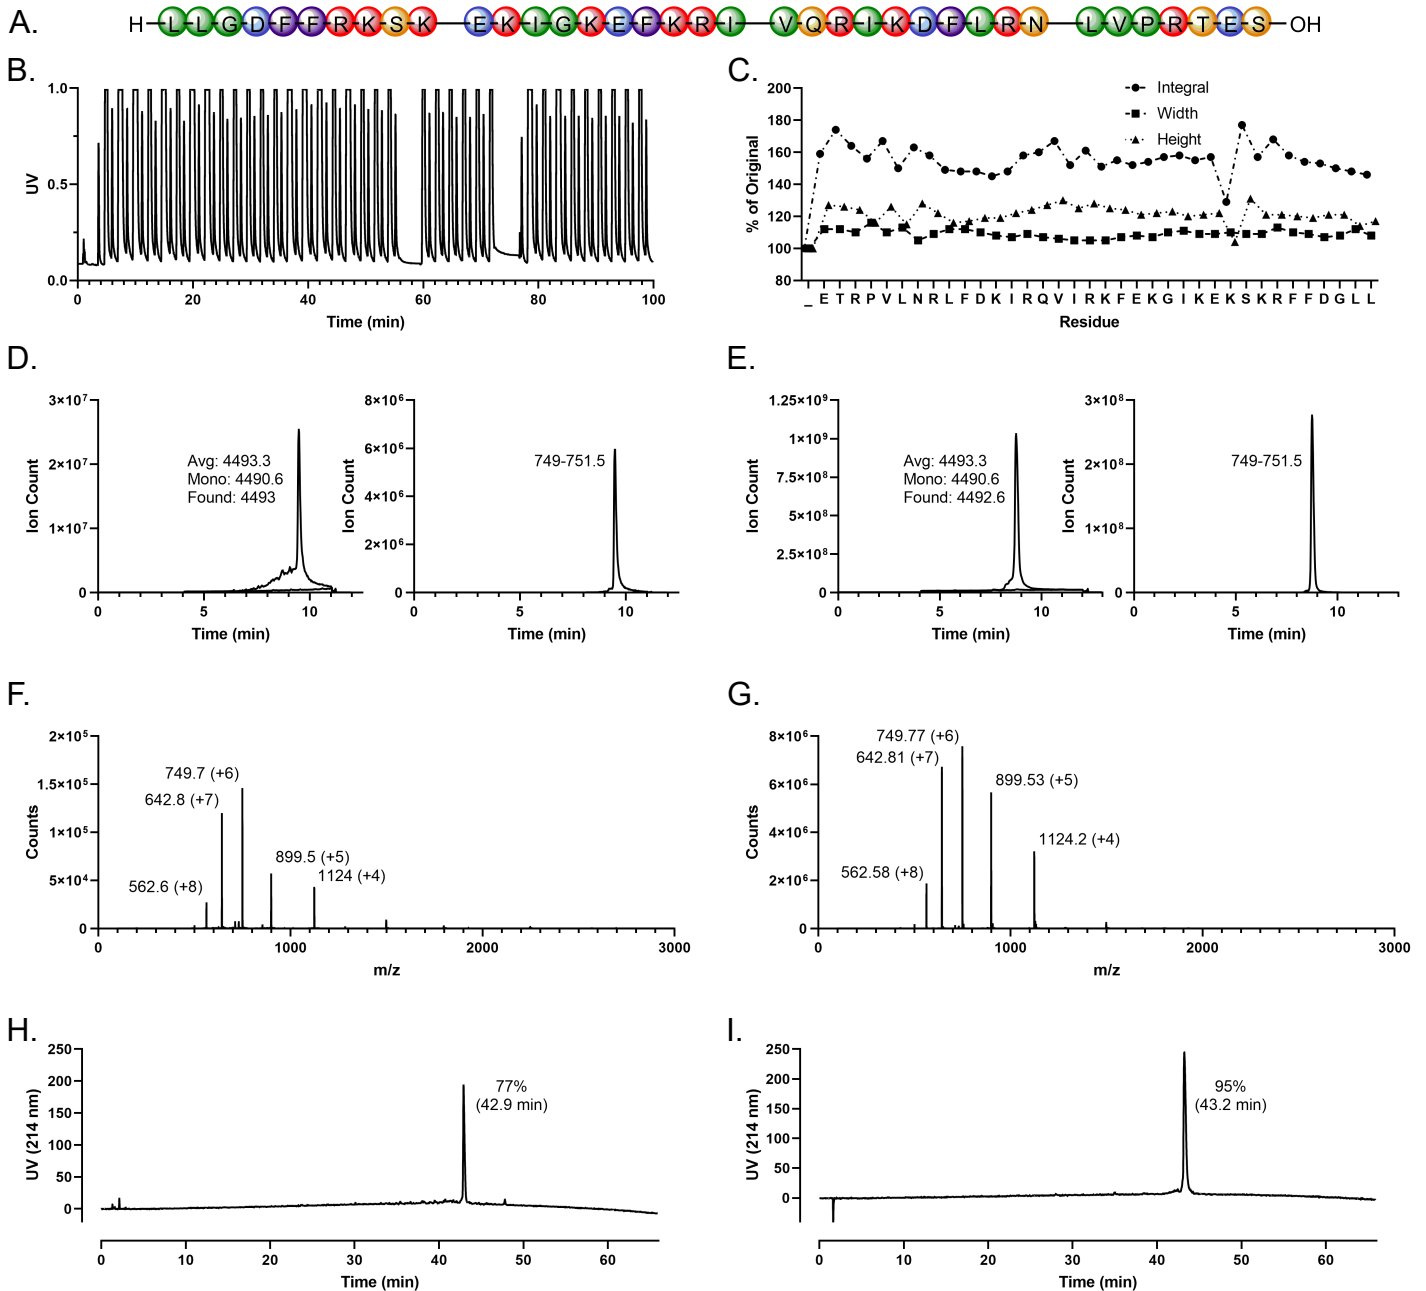 A.
H LLGDFFRKSK EKIGKEFKRI VQRIKDFLRN LVPRTES OH
B.
1.0
0.5
0.0
UV
0 20 40 60 80 100
Time (min)
C.
200
180
160
140
120
100
80
% of Original
Integral
Width
Height
_ E T R P V L N R L F D K I R Q V I R K F E K G I K E K S K R F F D G L L
Residue
D.
3×10⁷
2×10⁷
1×10⁷
0
Ion Count
Avg: 4493.3
Mono: 4490.6
Found: 4493
0 5 10
Time (min)
8×10⁶
6×10⁶
4×10⁶
2×10⁶
0
Ion Count
749-751.5
0 5 10
Time (min)
E.
1.25×10⁹
1×10⁹
7.5×10⁸
5×10⁸
2.5×10⁸
0
Ion Count
Avg: 4493.3
Mono: 4490.6
Found: 4492.6
0 5 10
Time (min)
3×10⁸
2×10⁸
1×10⁸
0
Ion Count
749-751.5
0 5 10
Time (min)
F.
2×10⁵
1.5×10⁵
1×10⁵
5×10⁴
0
Counts
749.7 (+6)
642.8 (+7)
899.5 (+5)
1124 (+4)
562.6 (+8)
0 1000 2000 3000
m/z
G.
8×10⁶
6×10⁶
4×10⁶
2×10⁶
0
Counts
749.77 (+6)
642.81 (+7)
899.53 (+5)
1124.2 (+4)
562.58 (+8)
0 1000 2000 3000
m/z
H.
250
200
150
100
50
0
UV (214 nm)
77%
(42.9 min)
0 10 20 30 40 50 60
Time (min)
I.
250
200
150
100
50
0
UV (214 nm)
95%
(43.2 min)
0 10 20 30 40 50 60
Time (min)